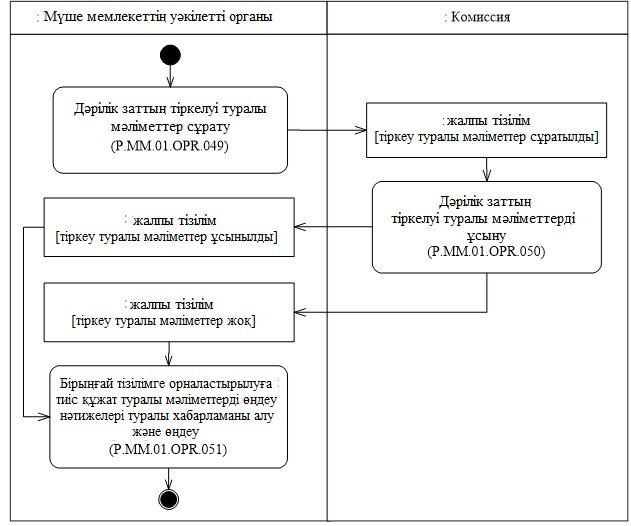 : Мүше мемлекеттің уәкілетті органы
: Комиссия
Дәрілік заттың тіркелуі туралы
мәліметтер сұрату
(P.MM.01.OPR.049)
: жалпы тізілім
[тіркеу туралы мәліметтер сұратылды]
Дәрілік заттың
тіркелуі туралы мәліметтерді
ұсыну
(P.MM.01.OPR.050)
: жалпы тізілім
[тіркеу туралы мәліметтер ұсынылды]
: жалпы тізілім
[тіркеу туралы мәліметтер жоқ]
Бірыңғай тізілімге орналастырылуға :
тиіс құжат туралы мәліметтерді өңдеу
нәтижелері туралы хабарламаны алу
және өңдеу
(P.MM.01.OPR.051)